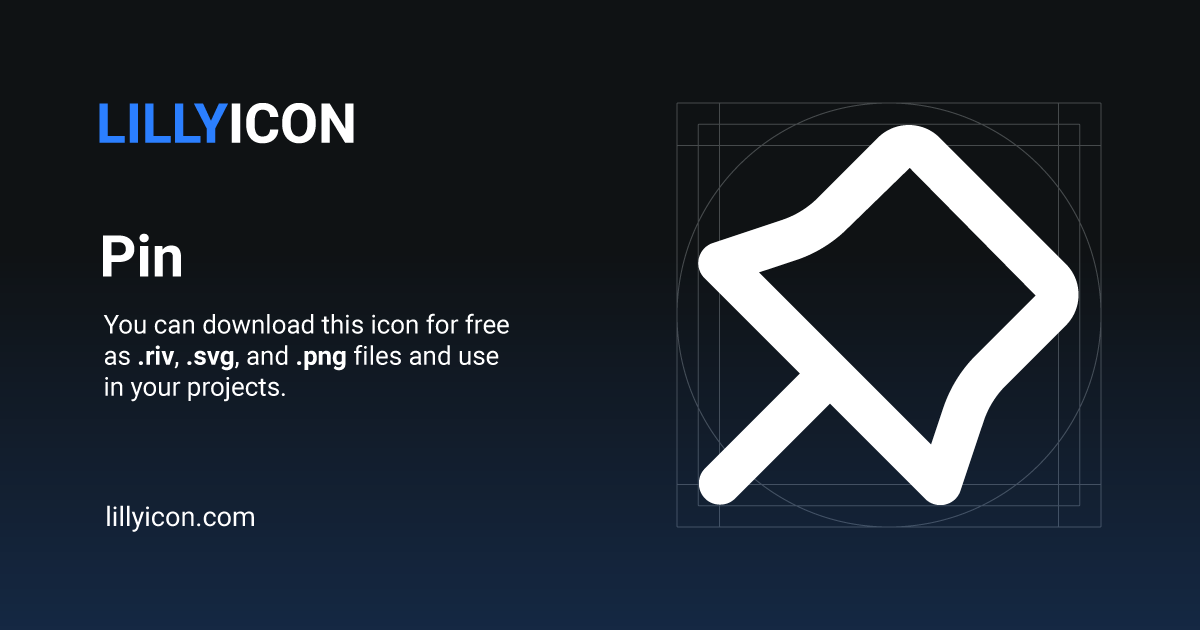 LILLYICON
Pin
You can download this icon for free
as .riv, .svg, and .png files and use
in your projects.
lillyicon.com